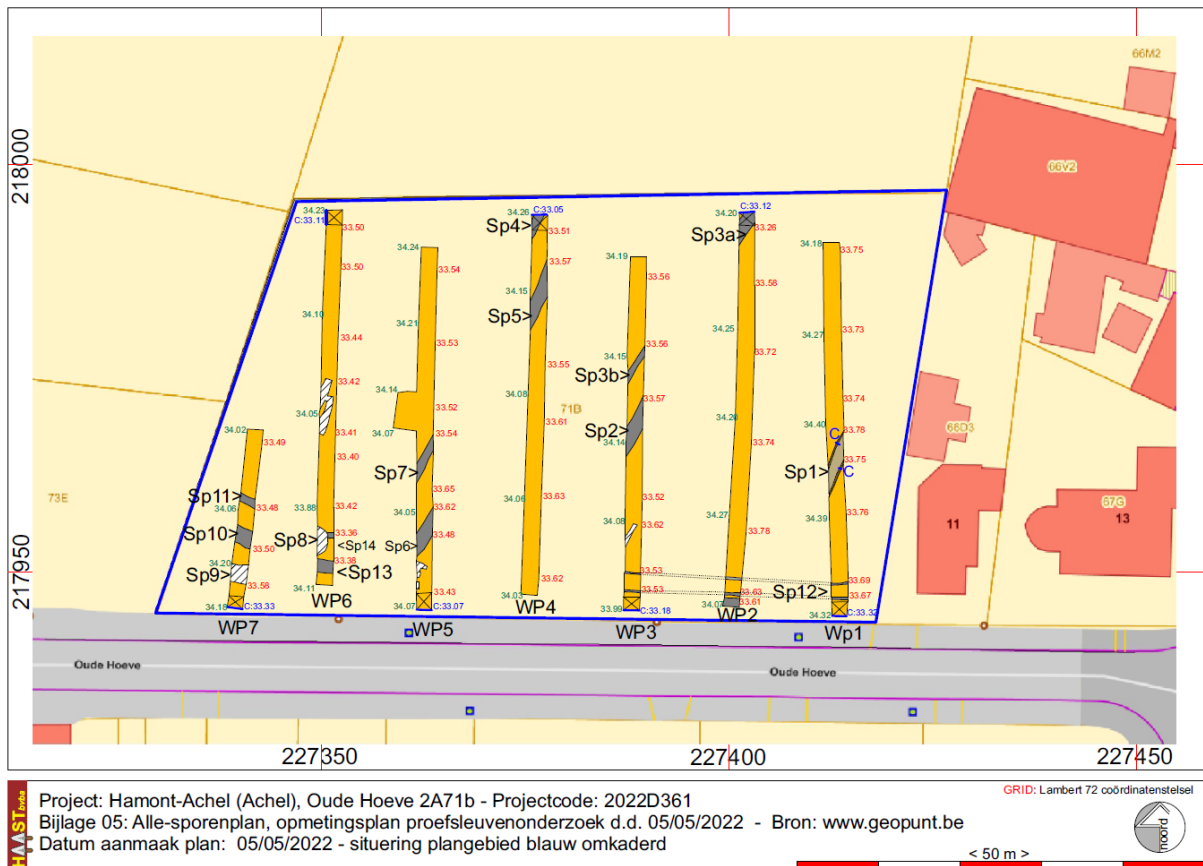 66M2
218000
66V2
34.23
C:33.11
33.50
33.50
34.10
33.44
33.42
34.05
33.41
33.40
33.42
33.88
33.36
Sp8>
<Sp14
33.38
<Sp13
34.11
WP6
34.24
33.54
34.21
33.53
34.14
33.52
34.07
33.54
Sp7>
33.65
34.05
33.62
Sp6>
33.48
33.43
34.07
C:33.07
WP5
34.26
C:33.05
Sp4>
33.51
33.57
34.15
Sp5>
33.55
34.08
71B
33.61
34.06
33.63
33.62
34.03
WP4
34.19
33.56
34.15
33.56
Sp3b>
33.57
Sp2>
34.14
33.52
34.08
33.62
33.53
33.53
33.99
C:33.18
WP3
C:33.12
34.20
Sp3a>
33.26
33.58
34.25
33.72
34.26
33.74
34.27
33.78
33.63
34.07
33.61
WP2
34.18
33.75
34.27
33.73
33.74
34.40
33.78
C
33.75
Sp1>
C
33.76
34.39
33.69
Sp12>
33.67
34.32
C:33.32
Wp1
34.02
33.49
Sp11>
34.06
33.48
Sp10>
33.50
34.20
Sp9>
33.58
34.18
C:33.33
WP7
73E
66D3
11
67G
13
217950
Oude Hoeve
Oude Hoeve
227350
227400
227450
GRID: Lambert 72 coördinatenstelsel
HAAST bvba
Project: Hamont-Achel (Achel), Oude Hoeve 2A71b - Projectcode: 2022D361
Bijlage 05: Alle-sporenplan, opmetingsplan proefsleuvenonderzoek d.d. 05/05/2022 - Bron: www.geopunt.be
Datum aanmaak plan: 05/05/2022 - situering plangebied blauw omkaderd
noord
< 50 m >